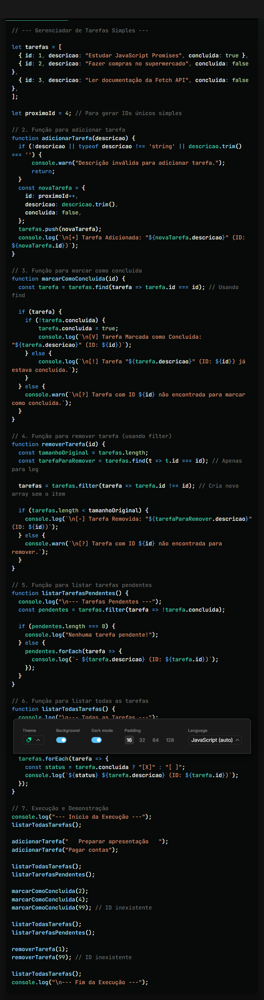 // --- Gerenciador de Tarefas Simples ---
let tarefas = [
  { id: 1, descricao: "Estudar JavaScript Promises", concluida: true },
  { id: 2, descricao: "Fazer compras no supermercado", concluida: false
},
  { id: 3, descricao: "Ler documentação da Fetch API", concluida: false
},
];
let proximoId = 4; // Para gerar IDs únicos simples
// 2. Função para adicionar tarefa
function adicionarTarefa(descricao) {
  if (!descricao || typeof descricao !== 'string' || descricao.trim()
=== '') {
      console.warn("Descrição inválida para adicionar tarefa.");
      return;
  }
  const novaTarefa = {
    id: proximoId++,
    descricao: descricao.trim(),
    concluida: false,
  };
  tarefas.push(novaTarefa);
  console.log(`\n[+] Tarefa Adicionada: "${novaTarefa.descricao}" (ID:
${novaTarefa.id})`);
}
// 3. Função para marcar como concluída
function marcarComoConcluida(id) {
  const tarefa = tarefas.find(tarefa => tarefa.id === id); // Usando
find
  if (tarefa) {
    if (!tarefa.concluida) {
        tarefa.concluida = true;
        console.log(`\n[V] Tarefa Marcada como Concluída:
"${tarefa.descricao}" (ID: ${id})`);
    } else {
        console.log(`\n[!] Tarefa "${tarefa.descricao}" (ID: ${id}) já
estava concluída.`);
    }
  } else {
    console.warn(`\n[?] Tarefa com ID ${id} não encontrada para marcar
como concluída.`);
  }
}
// 4. Função para remover tarefa (usando filter)
function removerTarefa(id) {
  const tamanhoOriginal = tarefas.length;
  const tarefaParaRemover = tarefas.find(t => t.id === id); // Apenas
para log
  tarefas = tarefas.filter(tarefa => tarefa.id !== id); // Cria novo
array sem o item
  if (tarefas.length < tamanhoOriginal) {
    console.log(`\n[-] Tarefa Removida: "${tarefaParaRemover.descricao}"
(ID: ${id})`);
  } else {
    console.warn(`\n[?] Tarefa com ID ${id} não encontrada para
remover.`);
  }
}
// 5. Função para listar tarefas pendentes
function listarTarefasPendentes() {
  console.log("\n--- Tarefas Pendentes ---");
  const pendentes = tarefas.filter(tarefa => !tarefa.concluida);
  if (pendentes.length === 0) {
    console.log("Nenhuma tarefa pendente!");
  } else {
    pendentes.forEach(tarefa => {
      console.log(`- ${tarefa.descricao} (ID: ${tarefa.id})`);
    });
  }
}
// 6. Função para listar todas as tarefas
function listarTodasTarefas() {
  console.log("\n--- Todas as Tarefas ---");
Theme Background Dark mode Padding Language
16 32 64 128 JavaScript (auto)
  tarefas.forEach(tarefa => {
    const status = tarefa.concluida ? "[X]" : "[ ]";
    console.log(`${status} ${tarefa.descricao} (ID: ${tarefa.id})`);
  });
}
// 7. Execução e Demonstração
console.log("--- Início da Execução ---");
listarTodasTarefas();
adicionarTarefa("   Preparar apresentação   ");
adicionarTarefa("Pagar contas");
listarTodasTarefas();
listarTarefasPendentes();
marcarComoConcluida(2);
marcarComoConcluida(4);
marcarComoConcluida(99); // ID inexistente
listarTodasTarefas();
listarTarefasPendentes();
removerTarefa(1);
removerTarefa(99); // ID inexistente
listarTodasTarefas();
console.log("\n--- Fim da Execução ---");